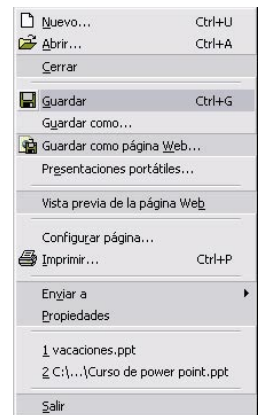 Nuevo... Ctrl+U
Abrir... Ctrl+A
Cerrar
Guardar Ctrl+G
Guardar como...
Guardar como página Web...
Presentaciones portátiles...
Vista previa de la página Web
Configurar página...
Imprimir... Ctrl+P
Enviar a
Propiedades
1 vacaciones.ppt
2 C:\...\Curso de power point.ppt
Salir